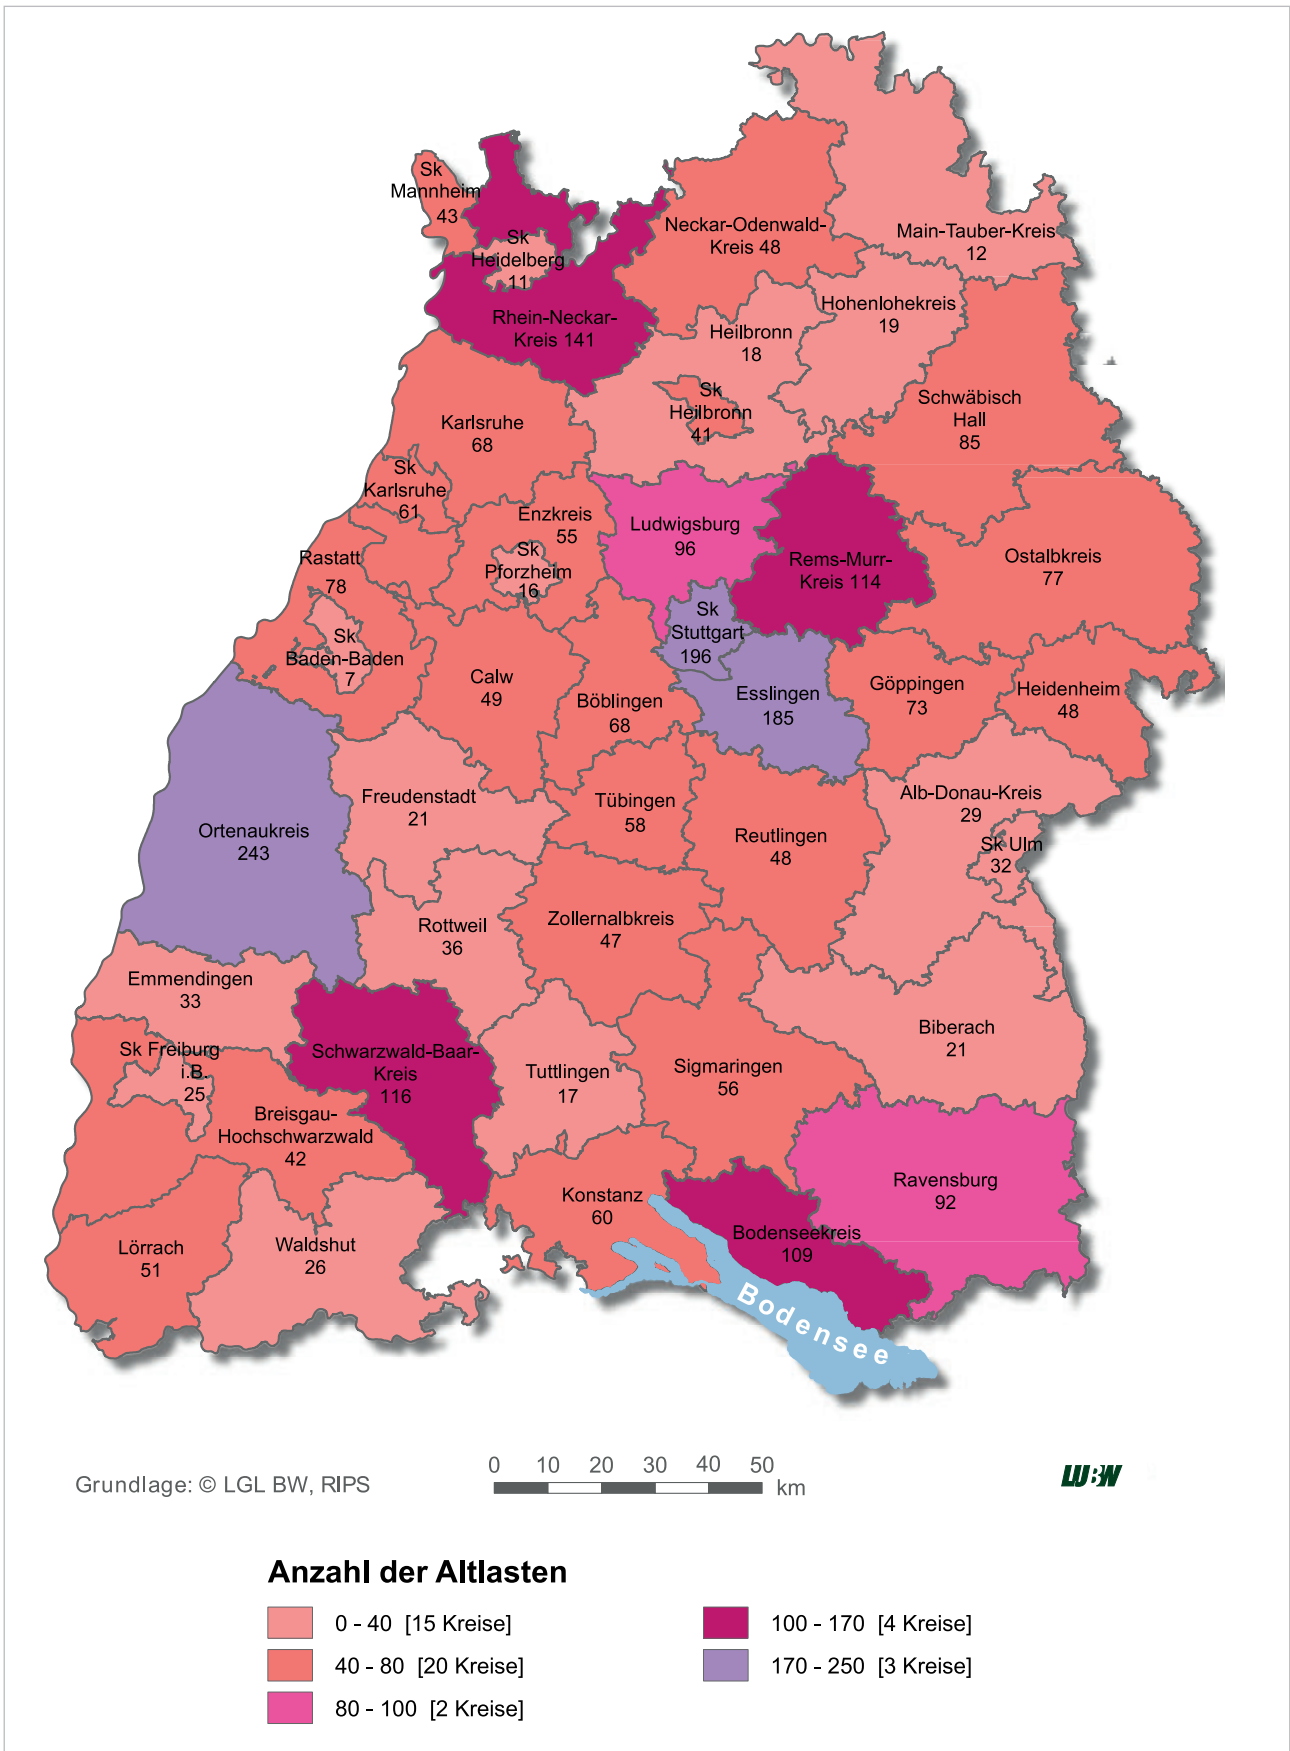 Sk
Mannheim
43
Sk
Heidelberg
11
Rhein-Neckar-
Kreis 141
Neckar-Odenwald-
Kreis 48
Main-Tauber-Kreis
12
Hohenlohekreis
19
Heilbronn
18
Sk
Heilbronn
41
Schwäbisch
Hall
85
Karlsruhe
68
Sk
Karlsruhe
61
Enzkreis
55
Sk
Pforzheim
16
Ludwigsburg
96
Rems-Murr-
Kreis 114
Ostalbkreis
77
Rastatt
78
Sk
Baden-Baden
7
Calw
49
Böblingen
68
Sk
Stuttgart
196
Esslingen
185
Göppingen
73
Heidenheim
48
Ortenaukreis
243
Freudenstadt
21
Tübingen
58
Reutlingen
48
Alb-Donau-Kreis
29
Sk Ulm
32
Rottweil
36
Zollernalbkreis
47
Emmendingen
33
Sk Freiburg
i.B.
25
Schwarzwald-Baar-
Kreis
116
Tuttlingen
17
Sigmaringen
56
Biberach
21
Breisgau-
Hochschwarzwald
42
Lörrach
51
Waldshut
26
Konstanz
60
Bodenseekreis
109
Ravensburg
92
Bodensee
Grundlage: © LGL BW, RIPS
0 10 20 30 40 50
km
LUBW
Anzahl der Altlasten
0 - 40 [15 Kreise]
40 - 80 [20 Kreise]
80 - 100 [2 Kreise]
100 - 170 [4 Kreise]
170 - 250 [3 Kreise]